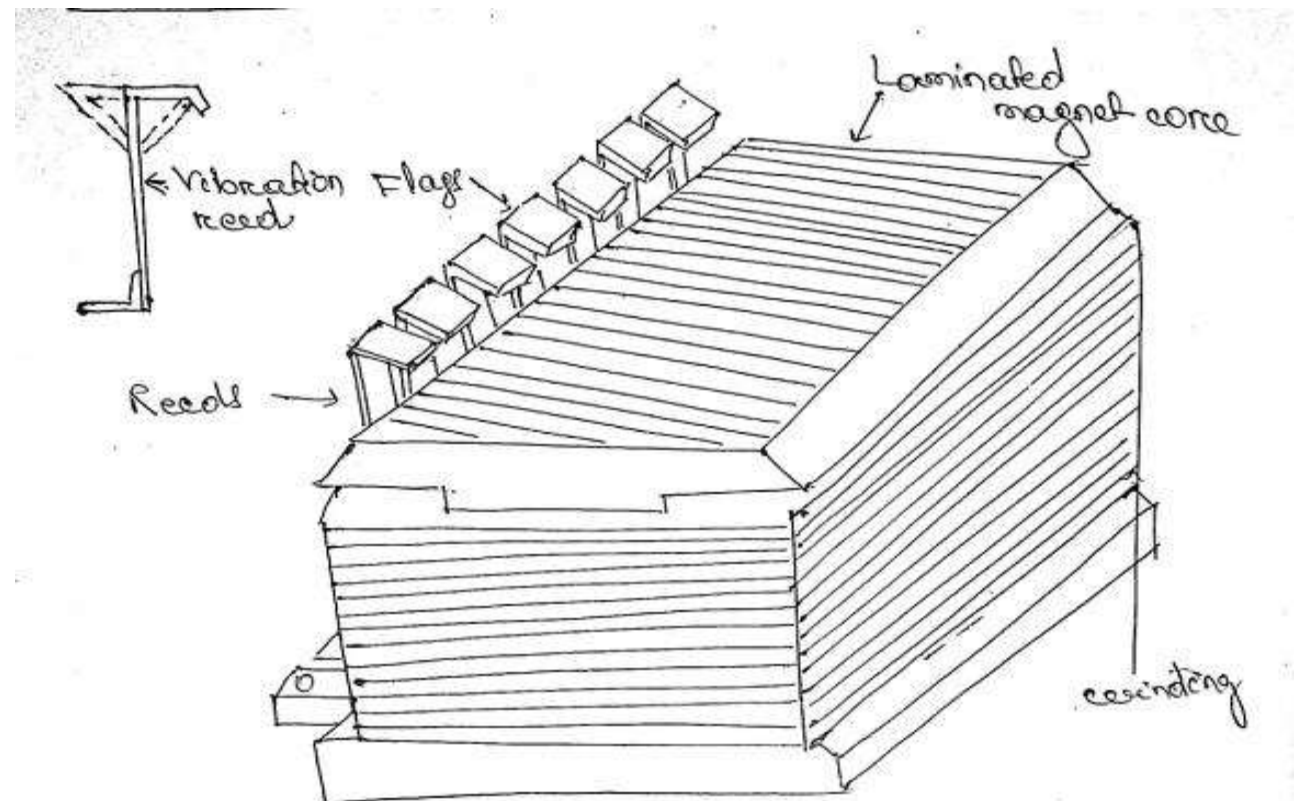 Laminated
magnet core
Vibration
reed
Flags
Reeds
winding